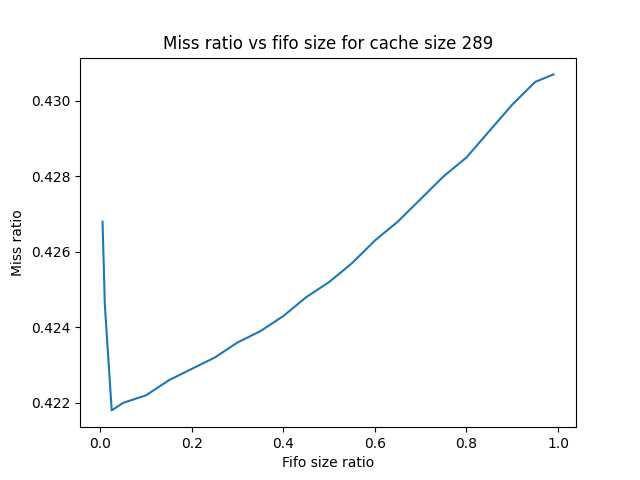 Miss ratio vs fifo size for cache size 289
0.430
0.428
0.426
0.424
0.422
Miss ratio
0.0 0.2 0.4 0.6 0.8 1.0
Fifo size ratio